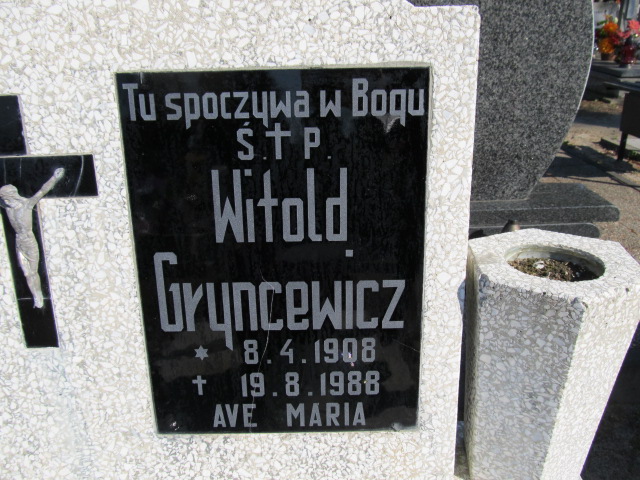 Tu spoczywa w Bogu
Ś.✝P.
Witold
Gryncewicz
✡ 8.4.1908
✝ 19.8.1988
AVE MARIA